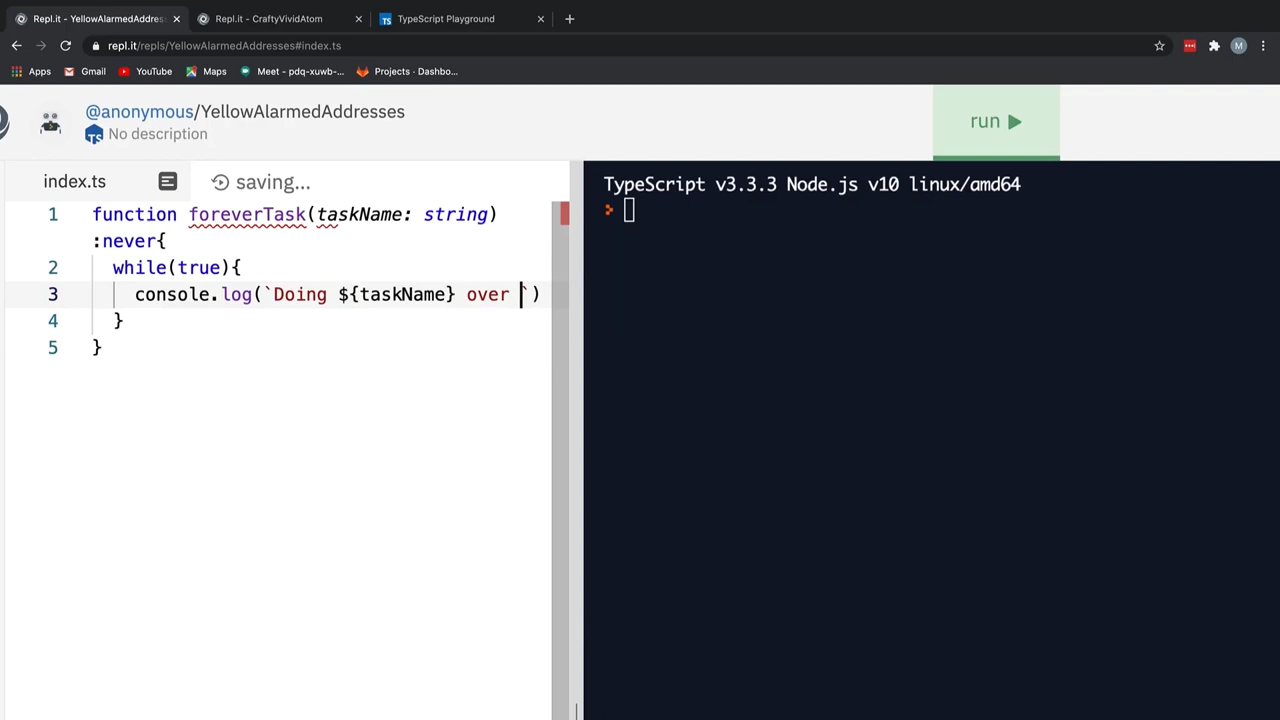 Repl.it - YellowAlarmedAddress
Repl.it - CraftyVividAtom
TypeScript Playground
repl.it/repls/YellowAlarmedAddresses#index.ts
M
Apps
Gmail
YouTube
Maps
Meet - pdq-xuwb-...
Projects · Dashbo...
@anonymous/YellowAlarmedAddresses
TS
No description
run
index.ts
saving...
TypeScript v3.3.3 Node.js v10 linux/amd64
1 function foreverTask(taskName: string)
:never{
2 while(true){
3 console.log(`Doing ${taskName} over `)
4 }
5 }